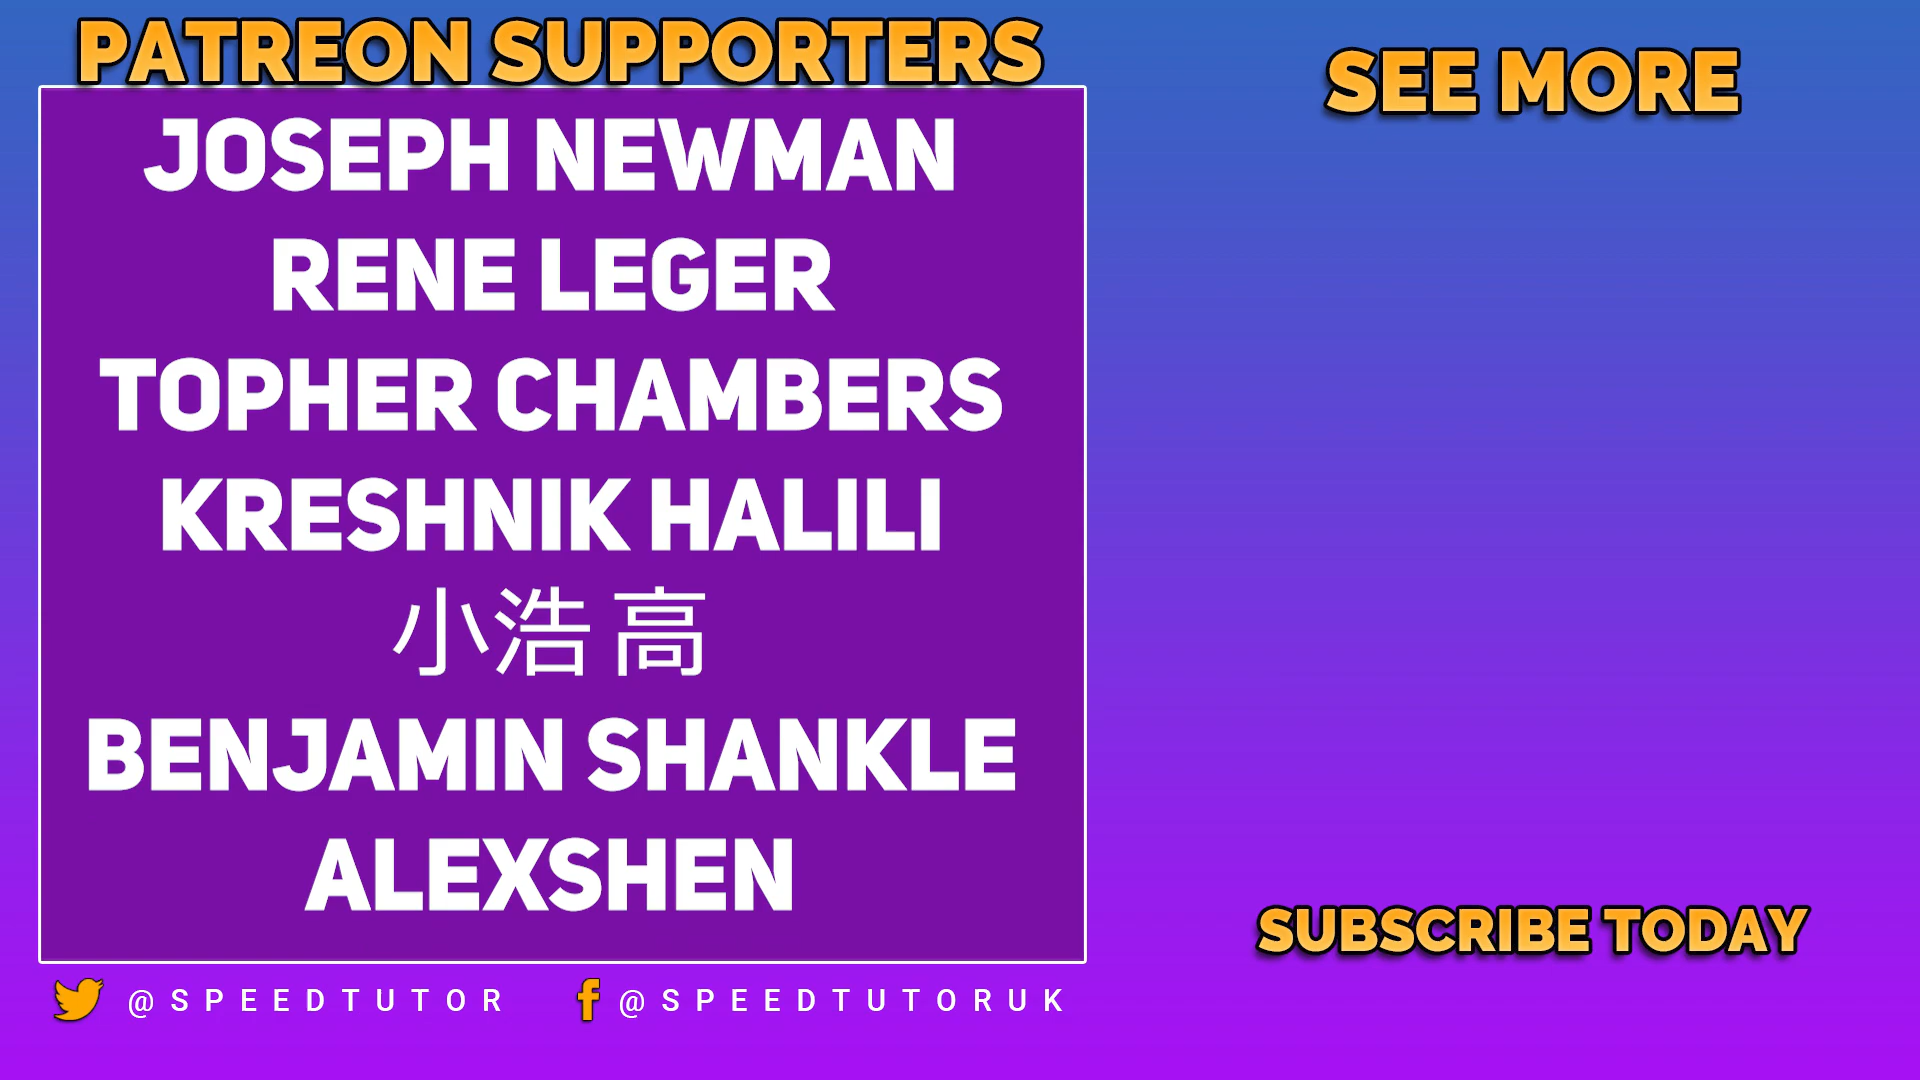 PATREON SUPPORTERS
SEE MORE
JOSEPH NEWMAN
RENE LEGER
TOPHER CHAMBERS
KRESHNIK HALILI
小浩 高
BENJAMIN SHANKLE
ALEXSHEN
SUBSCRIBE TODAY
@SPEEDTUTOR
@SPEEDTUTORUK